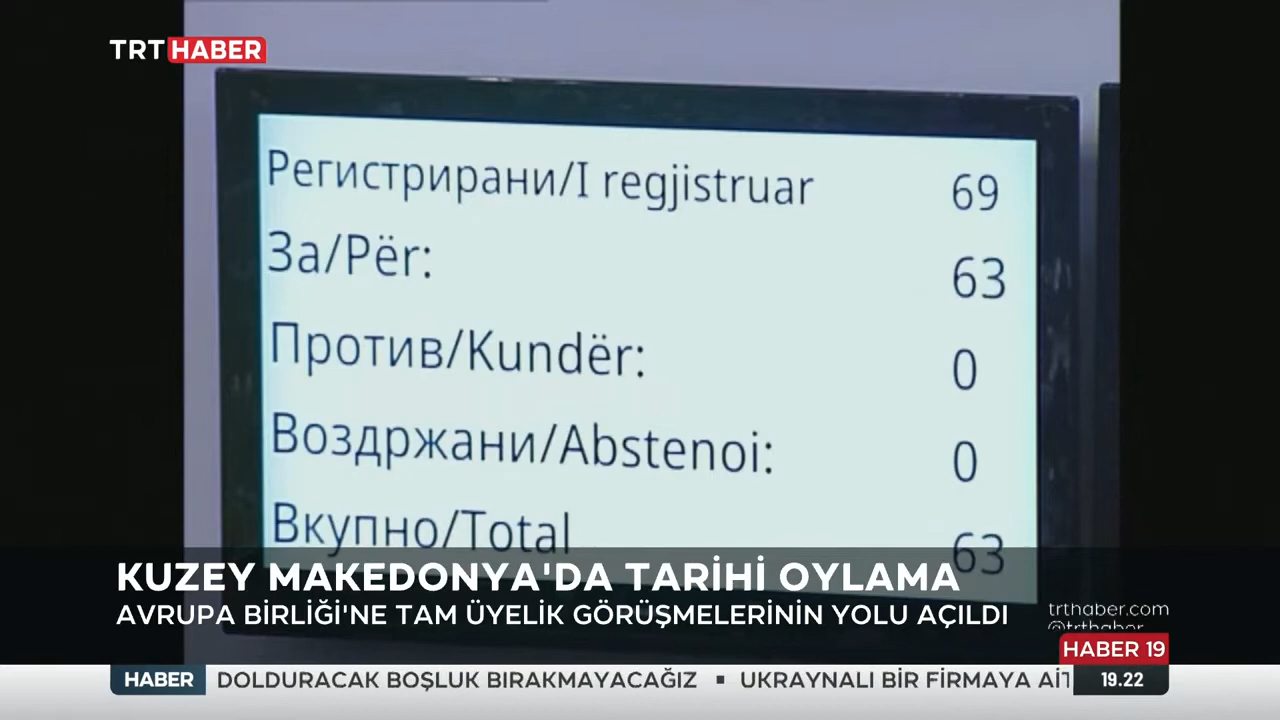 TRT HABER
Регистрирани/I regjistruar 69
За/Për: 63
Против/Kundër: 0
Воздржани/Abstenoi: 0
Вкупно/Total 63
KUZEY MAKEDONYA'DA TARİHİ OYLAMA
AVRUPA BİRLİĞİ'NE TAM ÜYELİK GÖRÜŞMELERİNİN YOLU AÇILDI
trthaber.com
@trthaber
HABER 19
HABER DOLDURACAK BOŞLUK BIRAKMAYACAĞIZ ▪ UKRAYNALI BİR FİRMAYA AİT
19.22